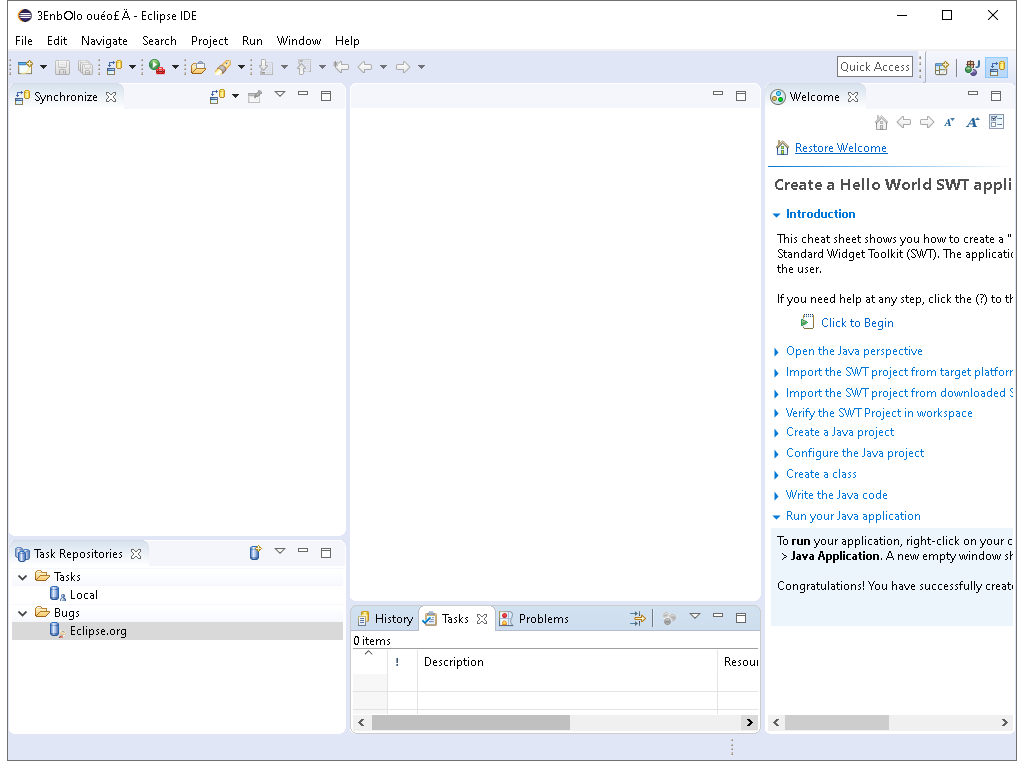 3EnbOlo ouéo£Ä - Eclipse IDE
File Edit Navigate Search Project Run Window Help
Quick Access
Synchronize
Welcome
Restore Welcome
Create a Hello World SWT appli
Introduction
This cheat sheet shows you how to create a "
Standard Widget Toolkit (SWT). The applicatio
the user.
If you need help at any step, click the (?) to th
Click to Begin
Open the Java perspective
Import the SWT project from target platform
Import the SWT project from downloaded S
Verify the SWT Project in workspace
Create a Java project
Configure the Java project
Create a class
Write the Java code
Run your Java application
To run your application, right-click on your c
> Java Application. A new empty window sh
Congratulations! You have successfully create
Task Repositories
Tasks
Local
Bugs
Eclipse.org
History Tasks Problems
0 items
! Description Resou